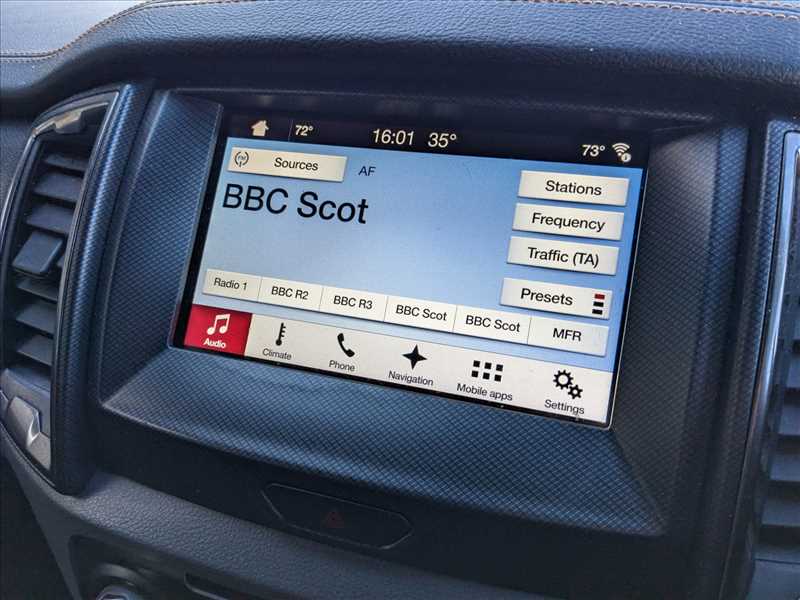 72° 16:01 35° 73°
FM Sources AF
Stations
BBC Scot
Frequency
Traffic (TA)
Presets
Radio 1 BBC R2 BBC R3 BBC Scot BBC Scot MFR
Audio Climate Phone Navigation Mobile apps Settings